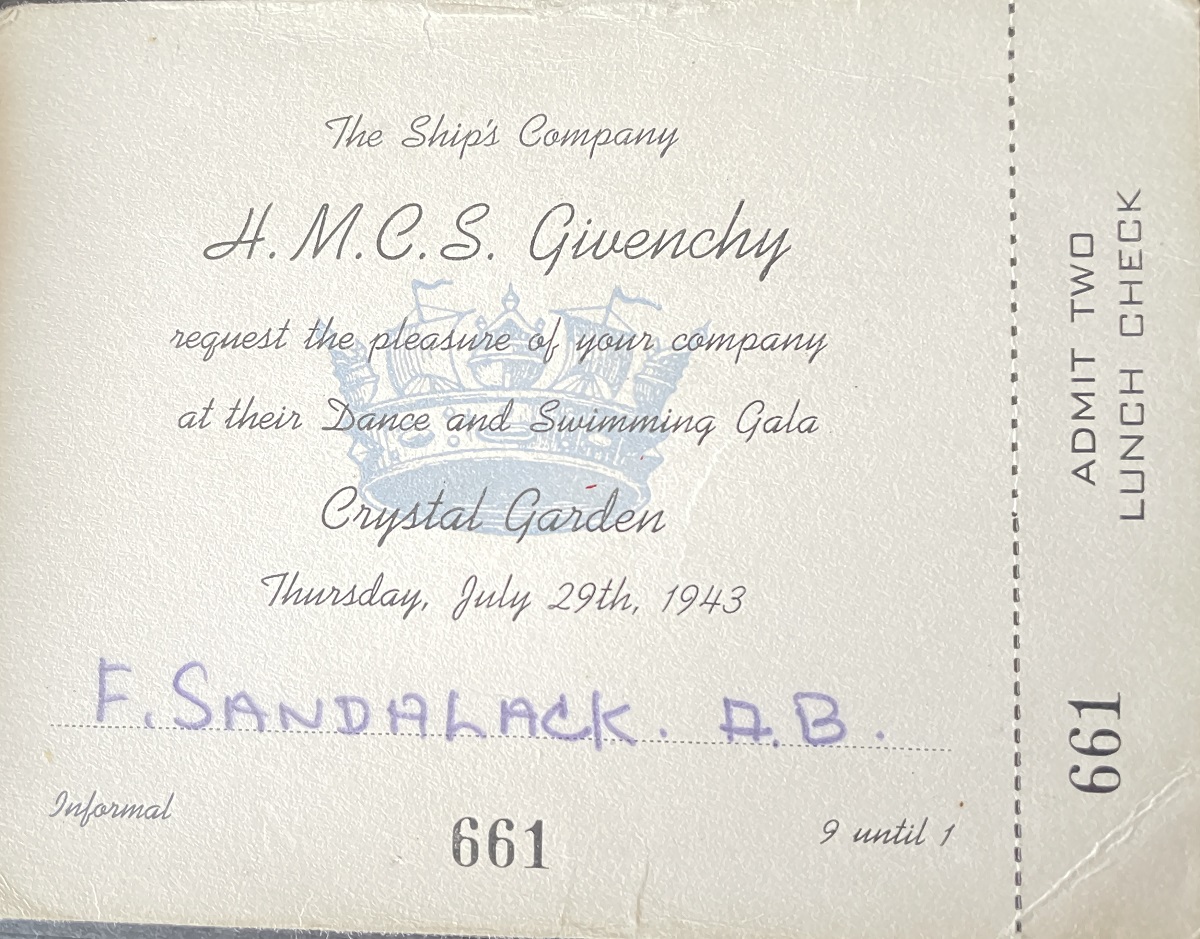 The Ship's Company
H.M.C.S. Givenchy
request the pleasure of your company
at their Dance and Swimming Gala
Crystal Garden
Thursday, July 29th, 1943
F. SANDALACK. A.B.
Informal
661
9 until 1
ADMIT TWO
LUNCH CHECK
661